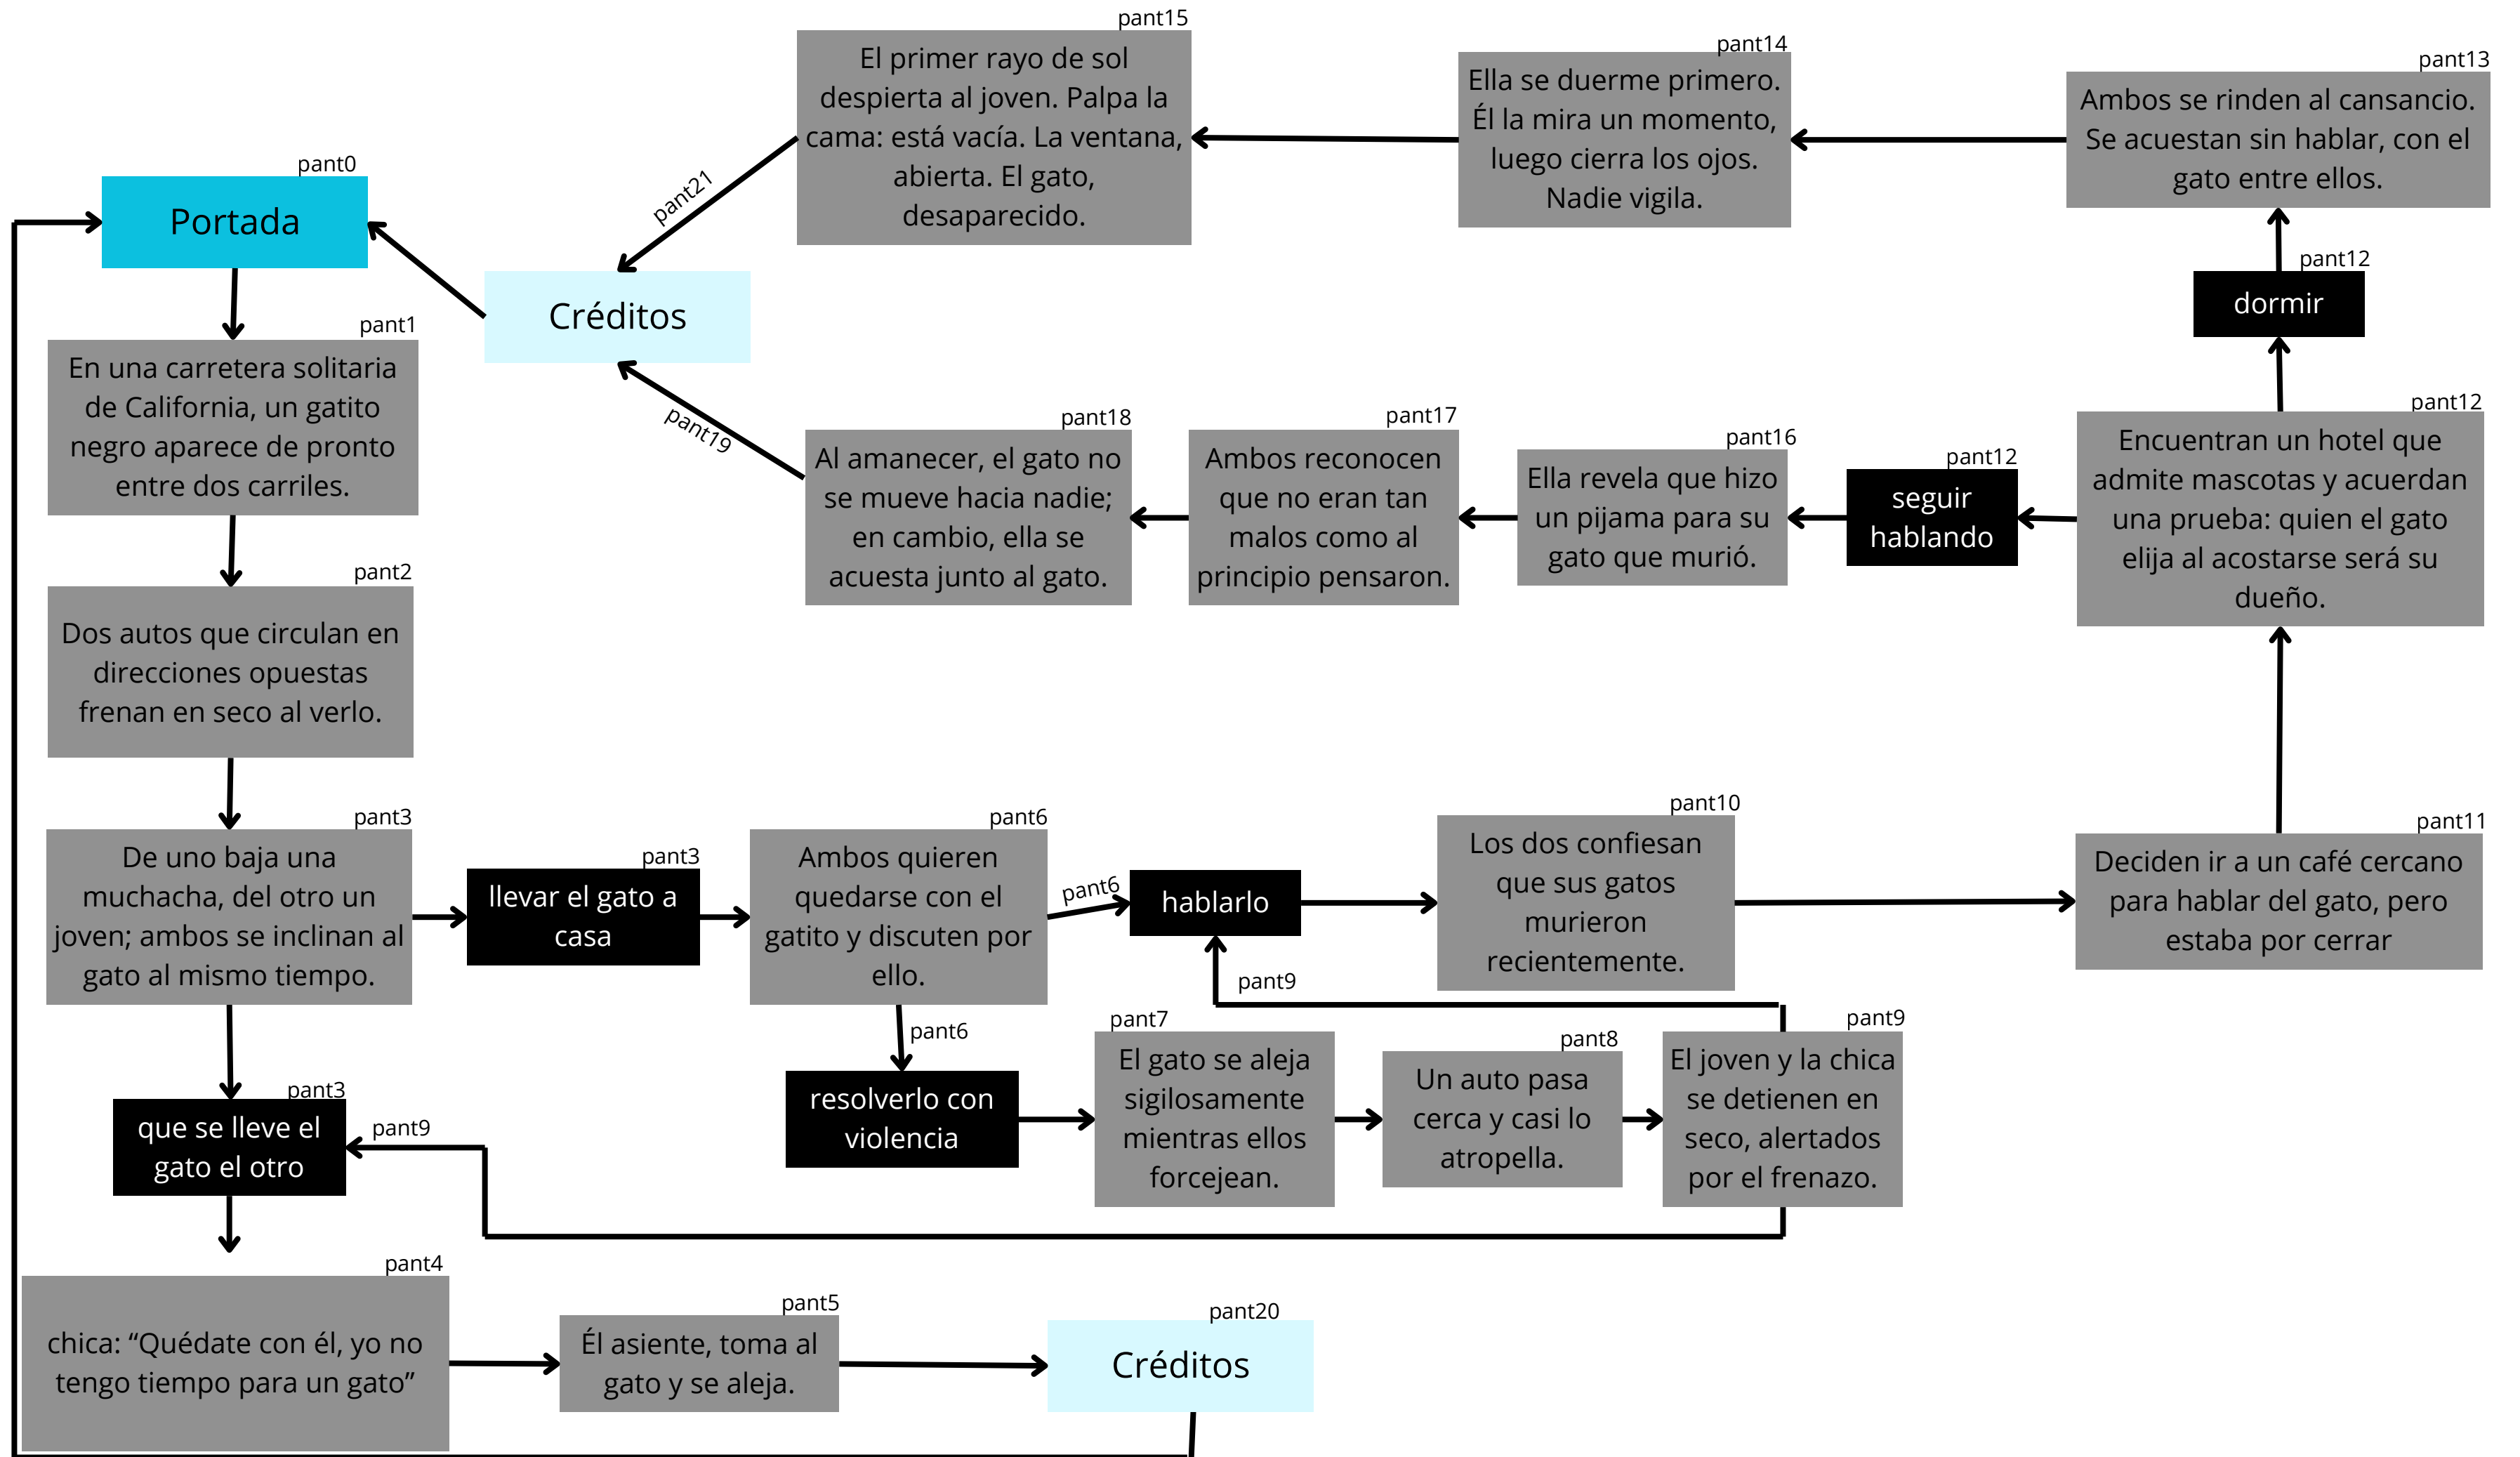 pant0
Portada
pant1
En una carretera solitaria
de California, un gatito
negro aparece de pronto
entre dos carriles.
pant2
Dos autos que circulan en
direcciones opuestas
frenan en seco al verlo.
pant3
De uno baja una
muchacha, del otro un
joven; ambos se inclinan al
gato al mismo tiempo.
pant3
que se lleve el
gato el otro
pant9
pant4
chica: “Quédate con él, yo no
tengo tiempo para un gato”
pant5
Él asiente, toma al
gato y se aleja.
pant20
Créditos
pant3
llevar el gato a
casa
pant6
Ambos quieren
quedarse con el
gatito y discuten por
ello.
pant6
resolverlo con
violencia
pant7
El gato se aleja
sigilosamente
mientras ellos
forcejean.
pant8
Un auto pasa
cerca y casi lo
atropella.
pant9
El joven y la chica
se detienen en
seco, alertados
por el frenazo.
pant9
pant6
hablarlo
pant10
Los dos confiesan
que sus gatos
murieron
recientemente.
pant11
Deciden ir a un café cercano
para hablar del gato, pero
estaba por cerrar
pant12
Encuentran un hotel que
admite mascotas y acuerdan
una prueba: quien el gato
elija al acostarse será su
dueño.
pant12
dormir
pant13
Ambos se rinden al cansancio.
Se acuestan sin hablar, con el
gato entre ellos.
pant14
Ella se duerme primero.
Él la mira un momento,
luego cierra los ojos.
Nadie vigila.
pant15
El primer rayo de sol
despierta al joven. Palpa la
cama: está vacía. La ventana,
abierta. El gato,
desaparecido.
pant21
Créditos
pant12
seguir
hablando
pant16
Ella revela que hizo
un pijama para su
gato que murió.
pant17
Ambos reconocen
que no eran tan
malos como al
principio pensaron.
pant18
Al amanecer, el gato no
se mueve hacia nadie;
en cambio, ella se
acuesta junto al gato.
pant19